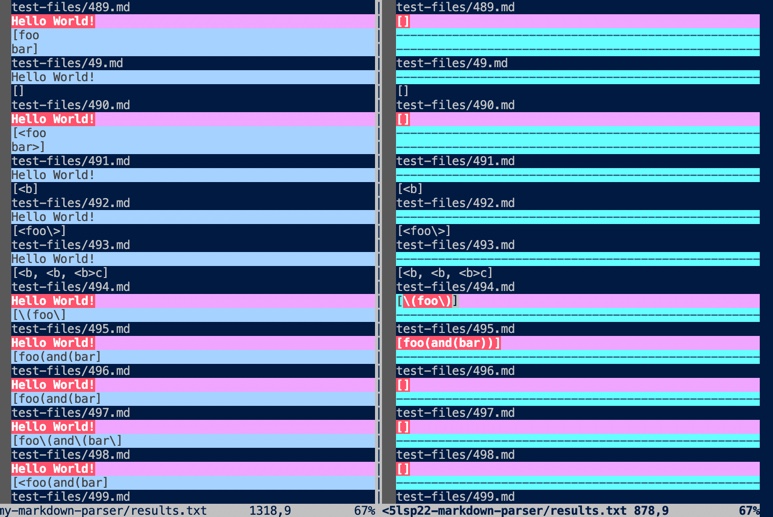 test-files/489.md
Hello World!
[foo
bar]
test-files/49.md
Hello World!
[]
test-files/490.md
Hello World!
[<foo
bar>]
test-files/491.md
Hello World!
[<b]
test-files/492.md
Hello World!
[<foo\>]
test-files/493.md
Hello World!
[<b, <b, <b>c]
test-files/494.md
Hello World!
[\(foo\]
test-files/495.md
Hello World!
[foo(and(bar]
test-files/496.md
Hello World!
[foo(and(bar]
test-files/497.md
Hello World!
[foo\(and\(bar\]
test-files/498.md
Hello World!
[<foo(and(bar]
test-files/499.md
my-markdown-parser/results.txt 1318,9 67%
test-files/489.md
[]
test-files/49.md
[]
test-files/490.md
[]
test-files/491.md
[<b]
test-files/492.md
[<foo\>]
test-files/493.md
[<b, <b, <b>c]
test-files/494.md
[\(foo\)]
test-files/495.md
[foo(and(bar))]
test-files/496.md
[]
test-files/497.md
[]
test-files/498.md
[]
test-files/499.md
<5lsp22-markdown-parser/results.txt 878,9 67%